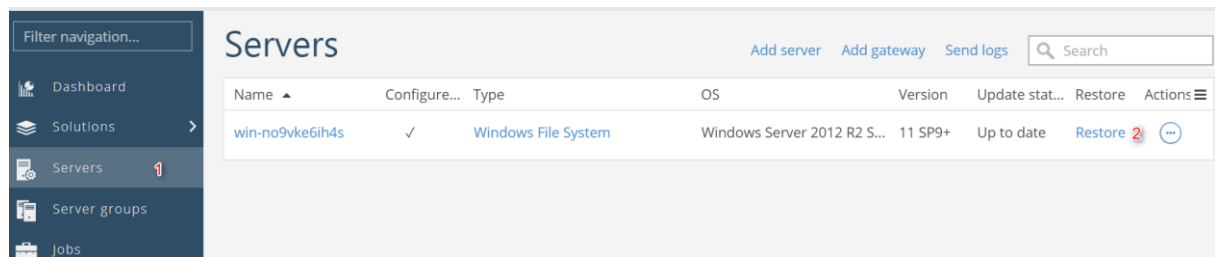 Filter navigation...
Dashboard
Solutions
Servers 1
Server groups
Jobs
Servers
Add server Add gateway Send logs Search
Name Configure... Type OS Version Update stat... Restore Actions
win-no9vke6ih4s ✓ Windows File System Windows Server 2012 R2 S... 11 SP9+ Up to date Restore 2